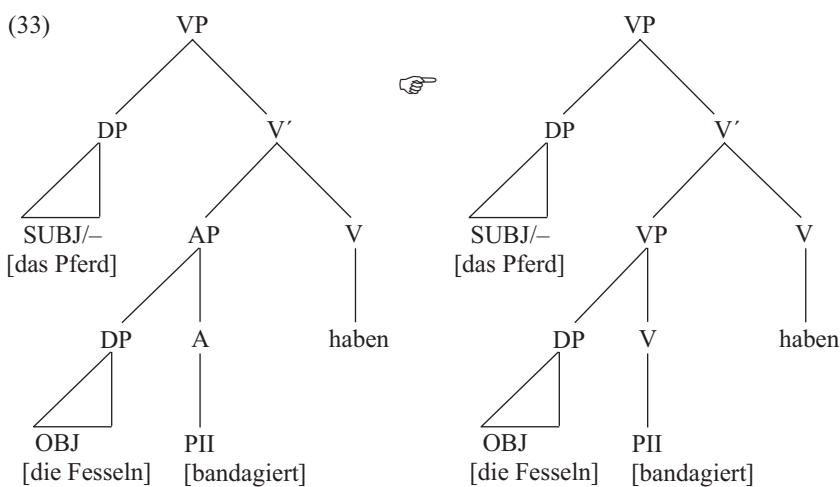 (33) VP ☞ VP
DP V´ DP V´
SUBJ/– AP V SUBJ/– VP V
[das Pferd] [das Pferd]
DP A haben DP V haben
OBJ PII OBJ PII
[die Fesseln] [bandagiert] [die Fesseln] [bandagiert]